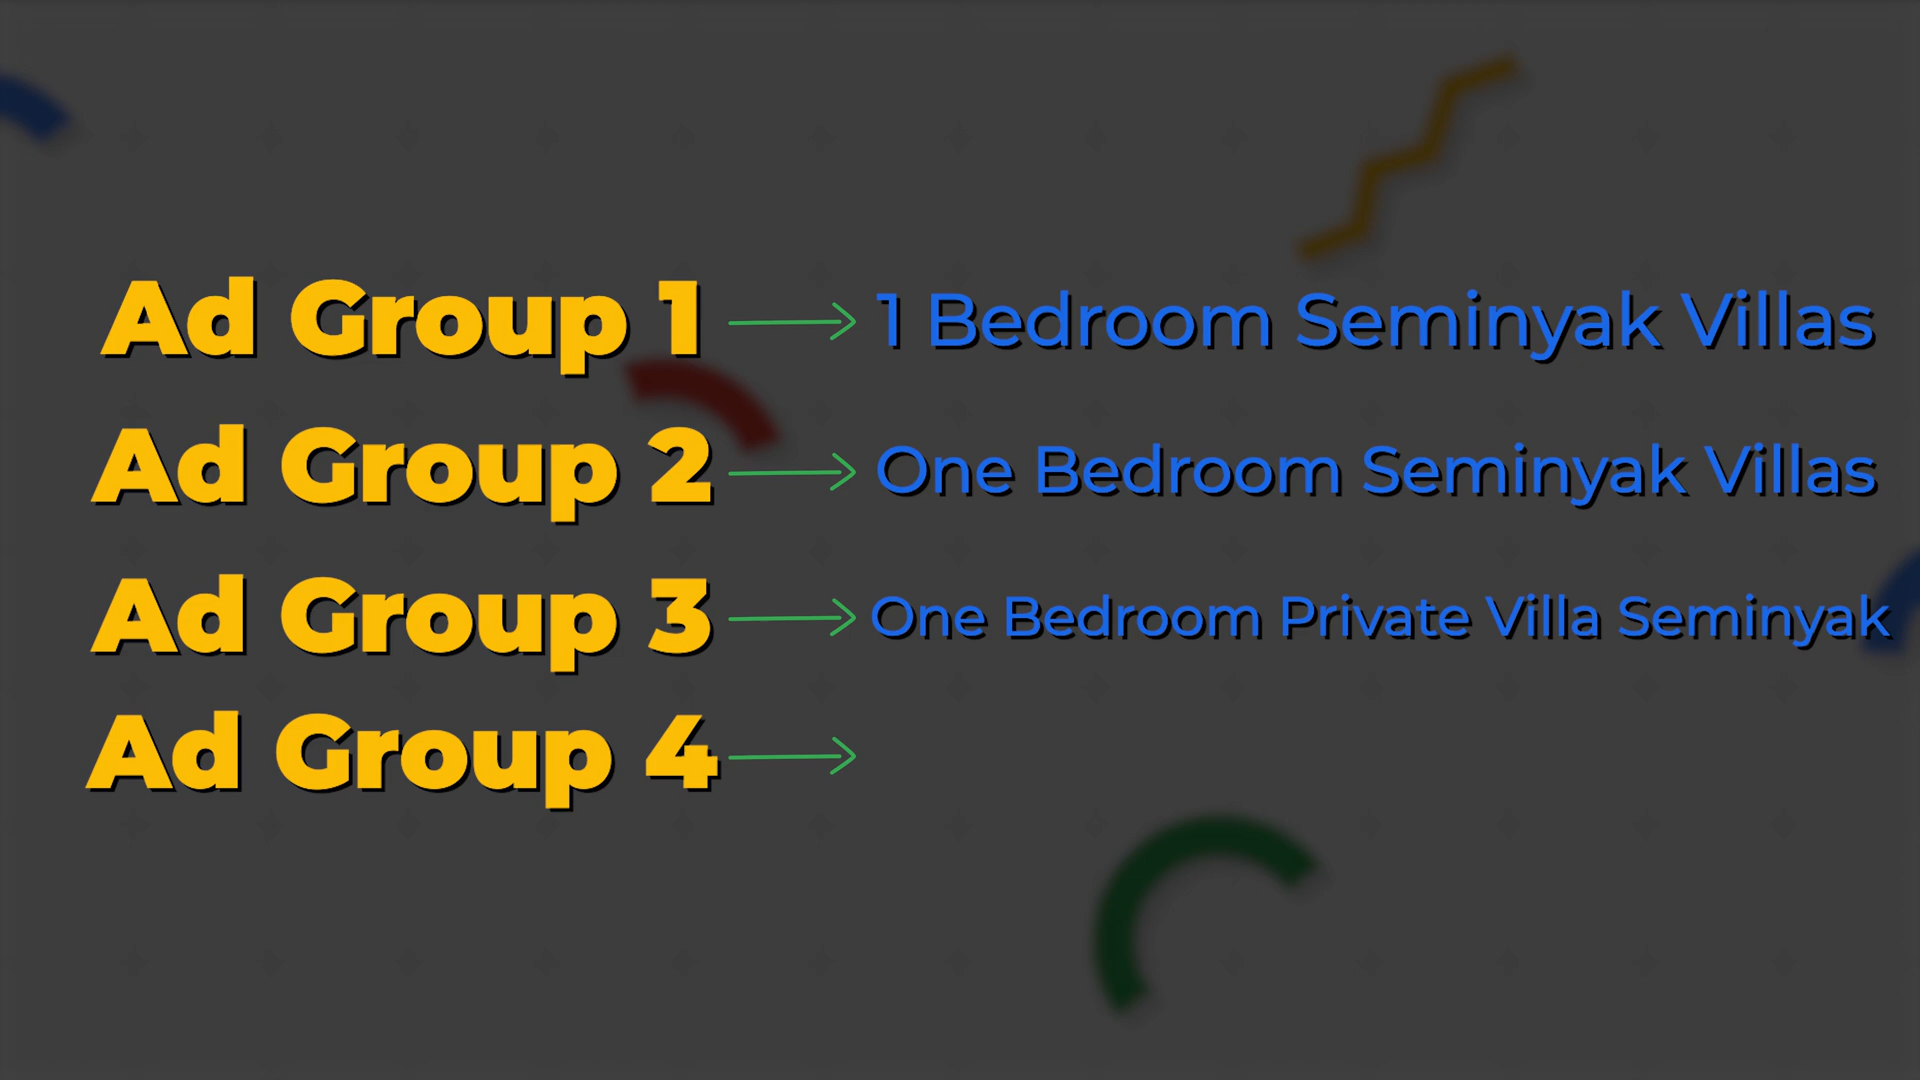 Ad Group 1 → 1 Bedroom Seminyak Villas
Ad Group 2 → One Bedroom Seminyak Villas
Ad Group 3 → One Bedroom Private Villa Seminyak
Ad Group 4 →